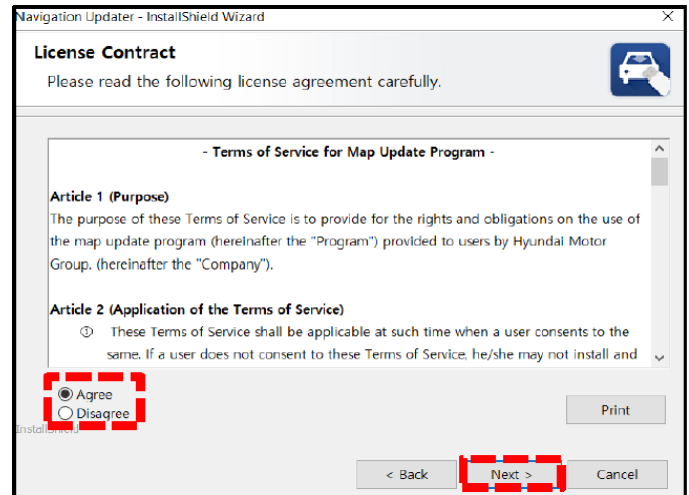 Navigation Updater - InstallShield Wizard
License Contract
Please read the following license agreement carefully.
- Terms of Service for Map Update Program -
Article 1 (Purpose)
The purpose of these Terms of Service is to provide for the rights and obligations on the use of
the map update program (hereinafter the "Program") provided to users by Hyundai Motor
Group. (hereinafter the "Company").
Article 2 (Application of the Terms of Service)
① These Terms of Service shall be applicable at such time when a user consents to the
same. If a user does not consent to these Terms of Service, he/she may not install and
Agree
Disagree
InstallShield
Print
< Back
Next >
Cancel